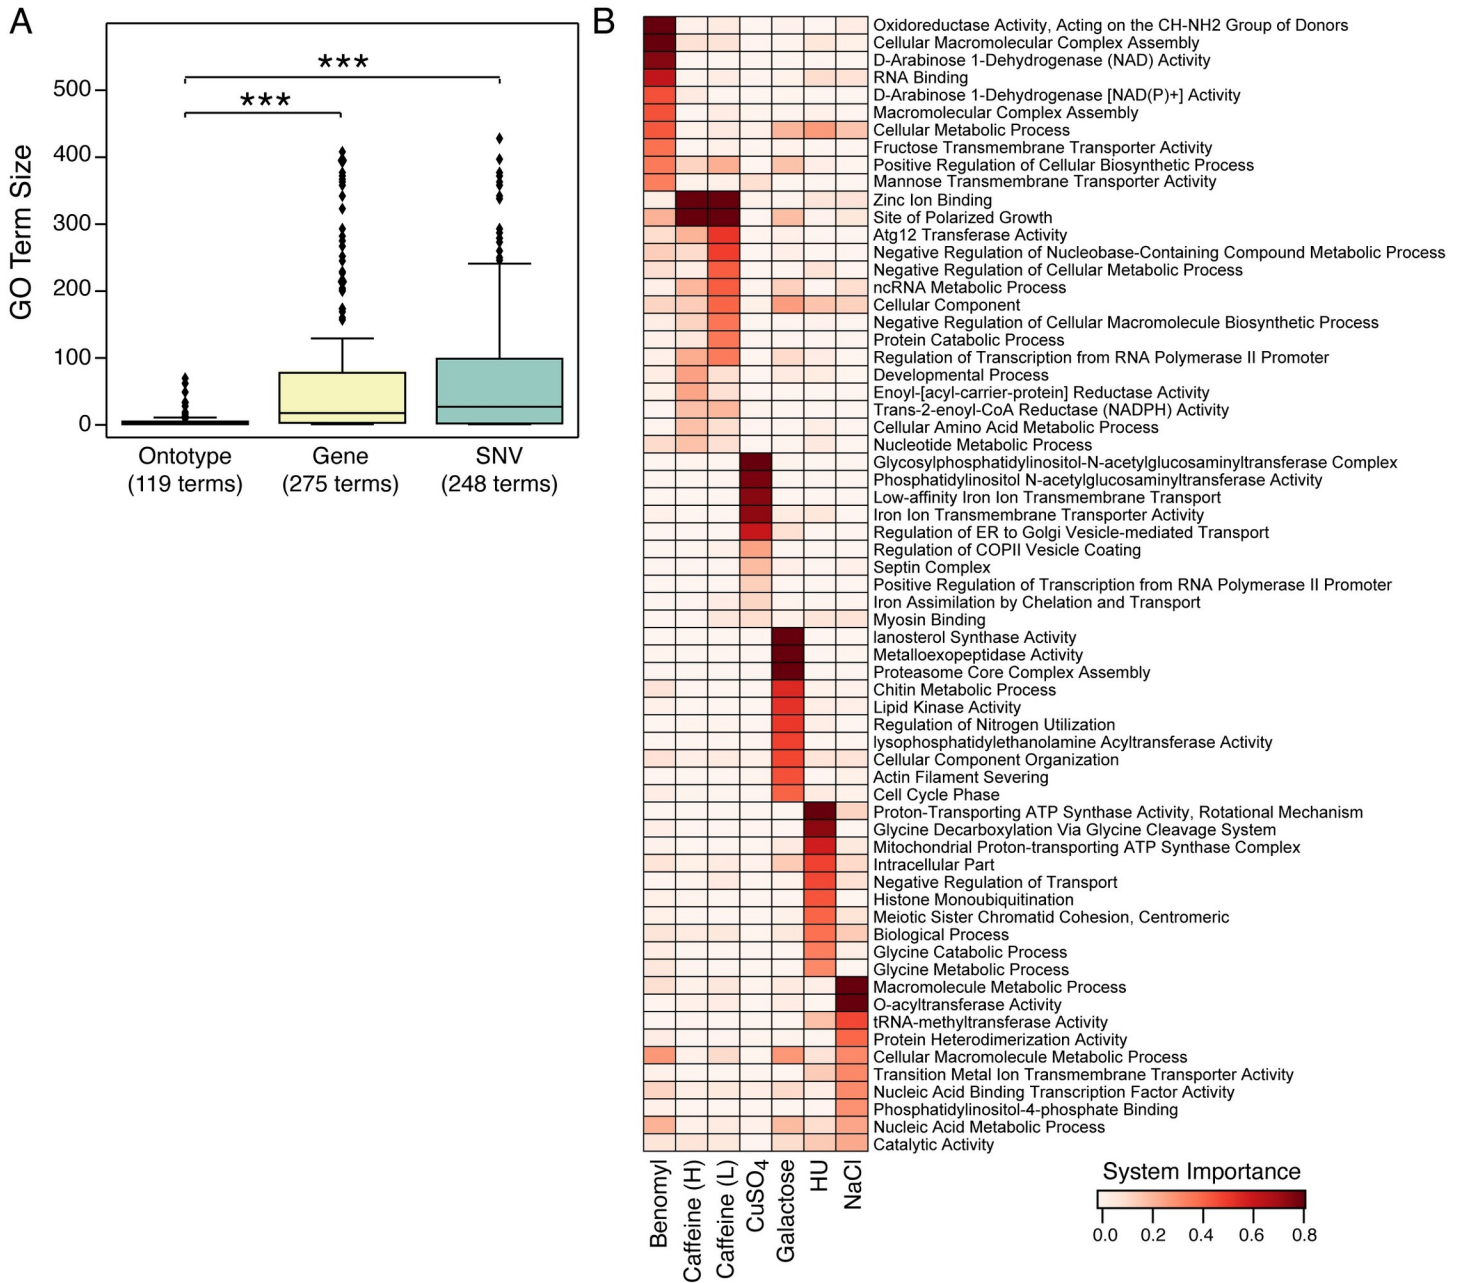 A
GO Term Size
500
400
300
200
100
0
***
***
Ontotype
(119 terms)
Gene
(275 terms)
SNV
(248 terms)
B
Oxidoreductase Activity, Acting on the CH-NH2 Group of Donors
Cellular Macromolecular Complex Assembly
D-Arabinose 1-Dehydrogenase (NAD) Activity
RNA Binding
D-Arabinose 1-Dehydrogenase [NAD(P)+] Activity
Macromolecular Complex Assembly
Cellular Metabolic Process
Fructose Transmembrane Transporter Activity
Positive Regulation of Cellular Biosynthetic Process
Mannose Transmembrane Transporter Activity
Zinc Ion Binding
Site of Polarized Growth
Atg12 Transferase Activity
Negative Regulation of Nucleobase-Containing Compound Metabolic Process
Negative Regulation of Cellular Metabolic Process
ncRNA Metabolic Process
Cellular Component
Negative Regulation of Cellular Macromolecule Biosynthetic Process
Protein Catabolic Process
Regulation of Transcription from RNA Polymerase II Promoter
Developmental Process
Enoyl-[acyl-carrier-protein] Reductase Activity
Trans-2-enoyl-CoA Reductase (NADPH) Activity
Cellular Amino Acid Metabolic Process
Nucleotide Metabolic Process
Glycosylphosphatidylinositol-N-acetylglucosaminyltransferase Complex
Phosphatidylinositol N-acetylglucosaminyltransferase Activity
Low-affinity Iron Ion Transmembrane Transport
Iron Ion Transmembrane Transporter Activity
Regulation of ER to Golgi Vesicle-mediated Transport
Regulation of COPII Vesicle Coating
Septin Complex
Positive Regulation of Transcription from RNA Polymerase II Promoter
Iron Assimilation by Chelation and Transport
Myosin Binding
lanosterol Synthase Activity
Metalloexopeptidase Activity
Proteasome Core Complex Assembly
Chitin Metabolic Process
Lipid Kinase Activity
Regulation of Nitrogen Utilization
lysophosphatidylethanolamine Acyltransferase Activity
Cellular Component Organization
Actin Filament Severing
Cell Cycle Phase
Proton-Transporting ATP Synthase Activity, Rotational Mechanism
Glycine Decarboxylation Via Glycine Cleavage System
Mitochondrial Proton-transporting ATP Synthase Complex
Intracellular Part
Negative Regulation of Transport
Histone Monoubiquitination
Meiotic Sister Chromatid Cohesion, Centromeric
Biological Process
Glycine Catabolic Process
Glycine Metabolic Process
Macromolecule Metabolic Process
O-acyltransferase Activity
tRNA-methyltransferase Activity
Protein Heterodimerization Activity
Cellular Macromolecule Metabolic Process
Transition Metal Ion Transmembrane Transporter Activity
Nucleic Acid Binding Transcription Factor Activity
Phosphatidylinositol-4-phosphate Binding
Nucleic Acid Metabolic Process
Catalytic Activity
Benomyl
Caffeine (H)
Caffeine (L)
CuSO4
Galactose
HU
NaCl
System Importance
0.0 0.2 0.4 0.6 0.8